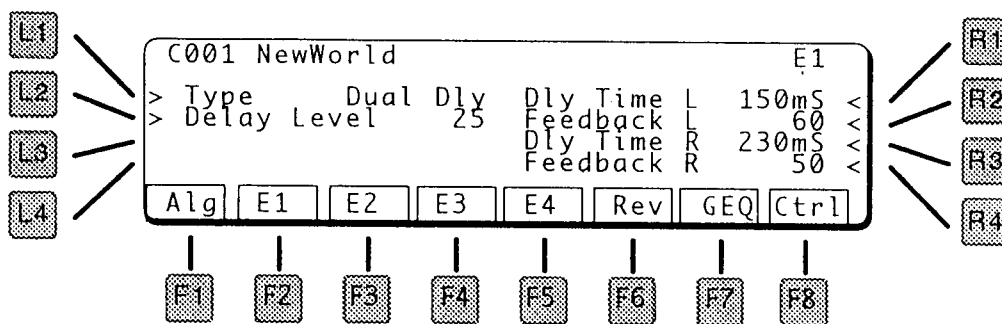 L1
L2
L3
L4
C001 NewWorld E1
> Type Dual Dly Dly Time L 150mS <
> Delay Level 25 Feedback L 60 <
Dly Time R 230mS <
Feedback R 50 <
Alg E1 E2 E3 E4 Rev GEQ Ctrl
R1
R2
R3
R4
F1 F2 F3 F4 F5 F6 F7 F8